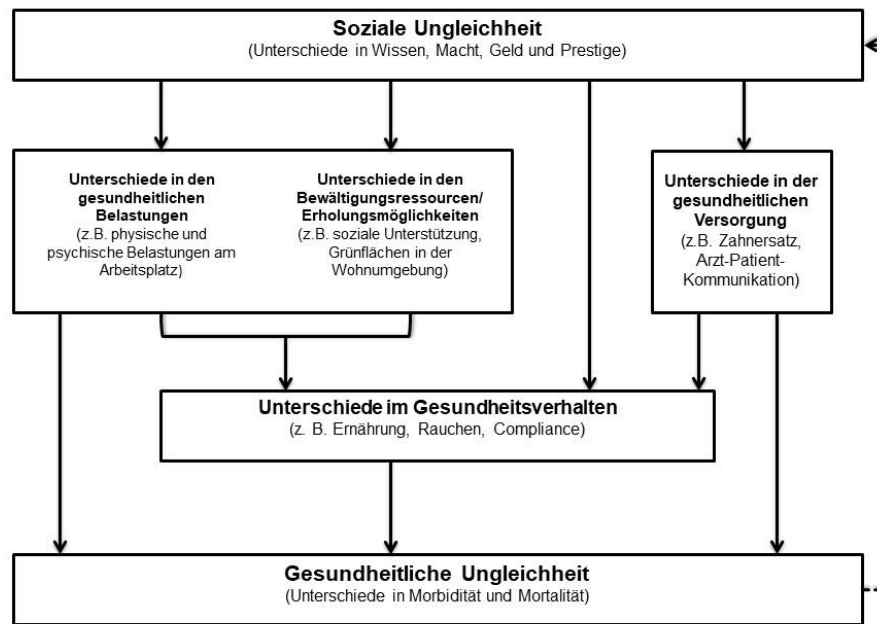 Soziale Ungleichheit
(Unterschiede in Wissen, Macht, Geld und Prestige)
Unterschiede in den
gesundheitlichen
Belastungen
(z.B. physische und
psychische Belastungen am
Arbeitsplatz)
Unterschiede in den
Bewältigungsressourcen/
Erholungsmöglichkeiten
(z.B. soziale Unterstützung,
Grünflächen in der
Wohnumgebung)
Unterschiede in der
gesundheitlichen
Versorgung
(z.B. Zahnersatz,
Arzt-Patient-
Kommunikation)
Unterschiede im Gesundheitsverhalten
(z. B. Ernährung, Rauchen, Compliance)
Gesundheitliche Ungleichheit
(Unterschiede in Morbidität und Mortalität)